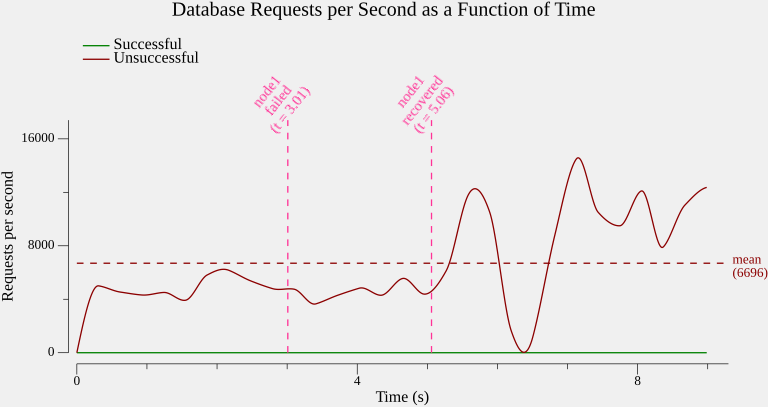 Database Requests per Second as a Function of Time
Successful
Unsuccessful
node1
failed
(t = 3.01)
node1
recovered
(t = 5.06)
16000
8000
0
Requests per second
mean
(6696)
0
4
8
Time (s)